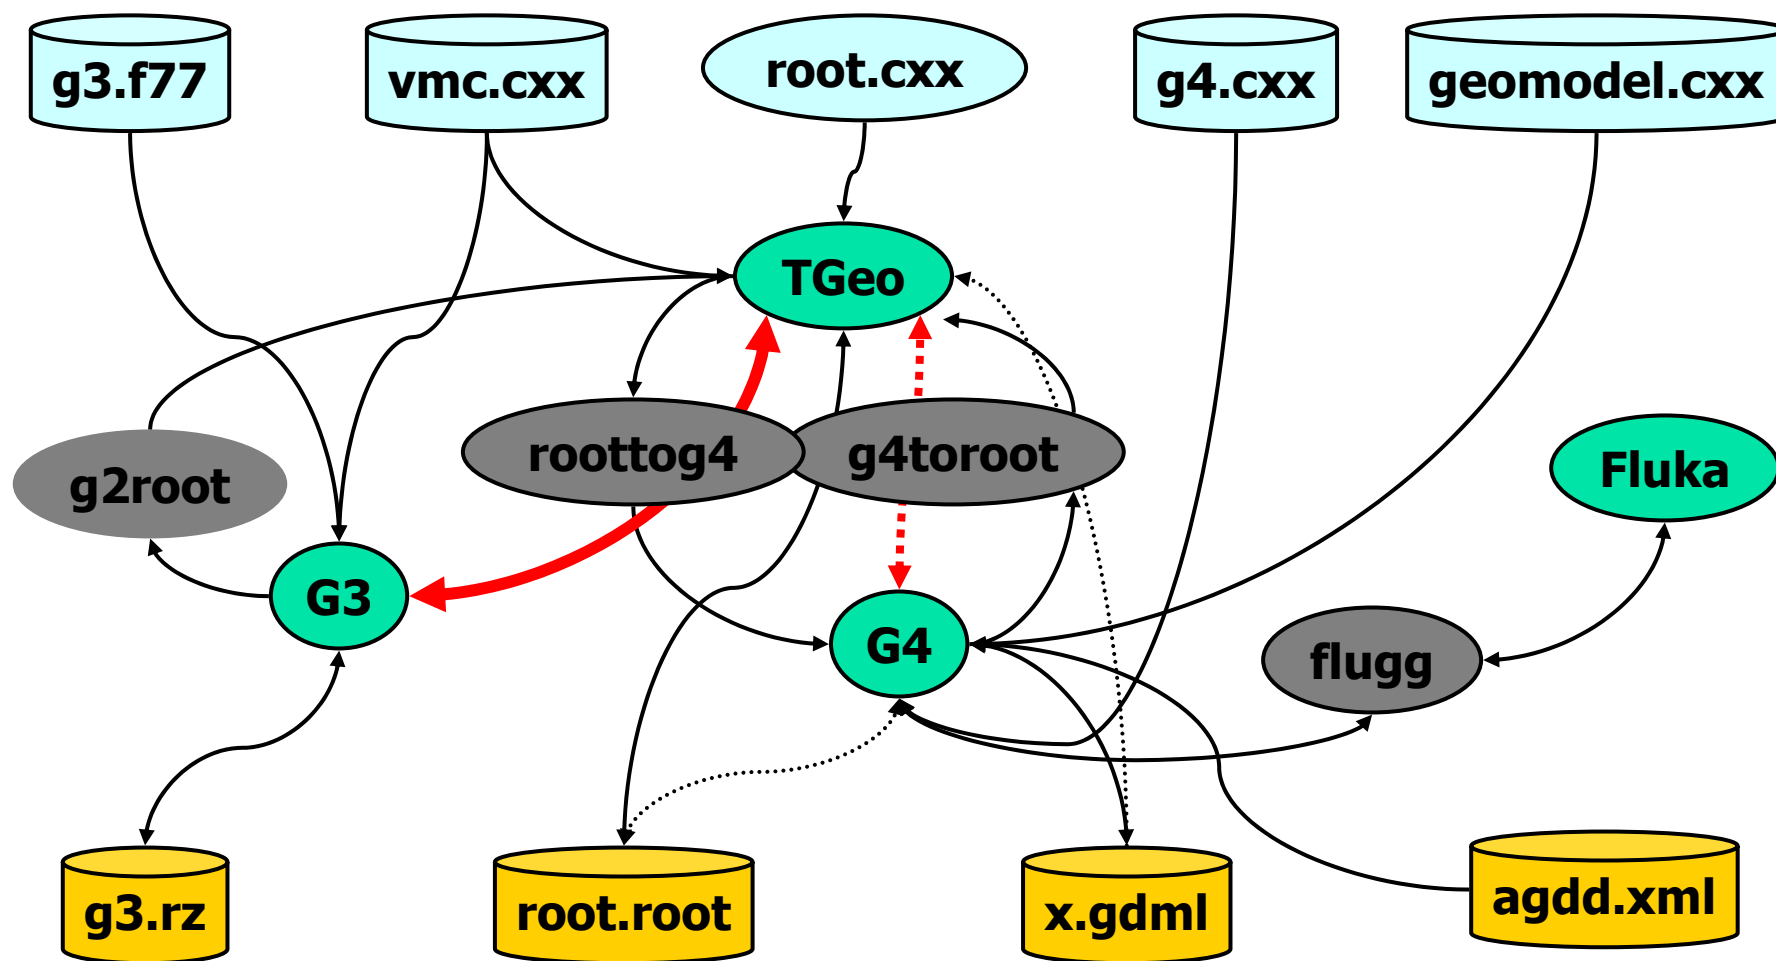 g3.f77
vmc.cxx
root.cxx
g4.cxx
geomodel.cxx
TGeo
roottog4
g4toroot
Fluka
g2root
G3
G4
flugg
g3.rz
root.root
x.gdml
agdd.xml